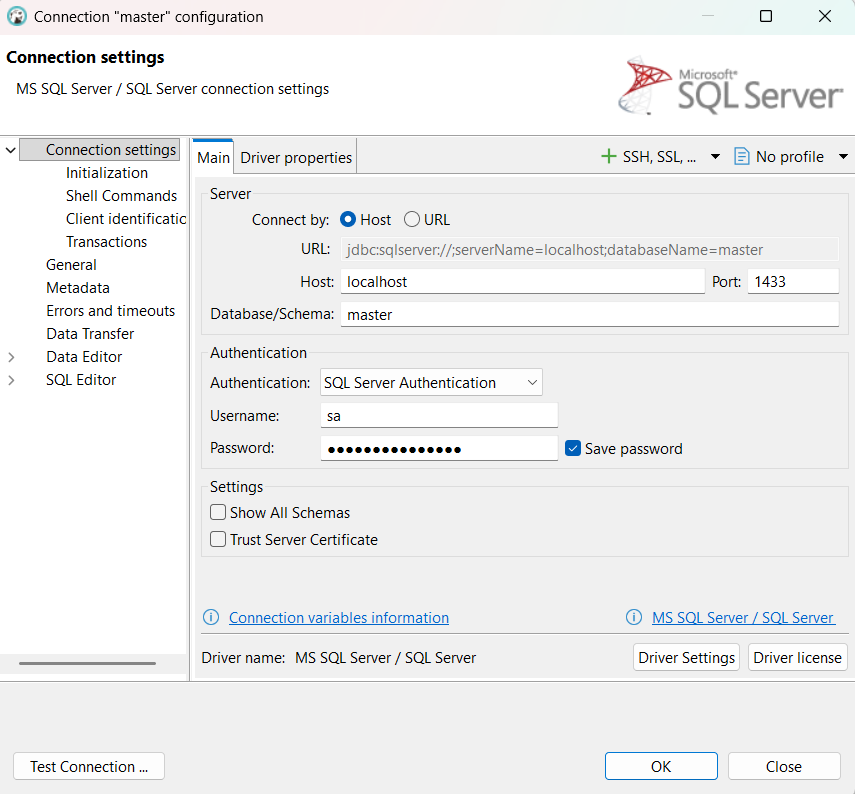 Connection "master" configuration
Connection settings
MS SQL Server / SQL Server connection settings
Microsoft®
SQL Server
Connection settings
Initialization
Shell Commands
Client identificatio
Transactions
General
Metadata
Errors and timeouts
Data Transfer
Data Editor
SQL Editor
Main Driver properties
SSH, SSL, ... No profile
Server
Connect by: Host URL
URL: jdbc:sqlserver://;serverName=localhost;databaseName=master
Host: localhost Port: 1433
Database/Schema: master
Authentication
Authentication: SQL Server Authentication
Username: sa
Password: ●●●●●●●●●●●●●●● Save password
Settings
Show All Schemas
Trust Server Certificate
Connection variables information MS SQL Server / SQL Server
Driver name: MS SQL Server / SQL Server Driver Settings Driver license
Test Connection ... OK Close